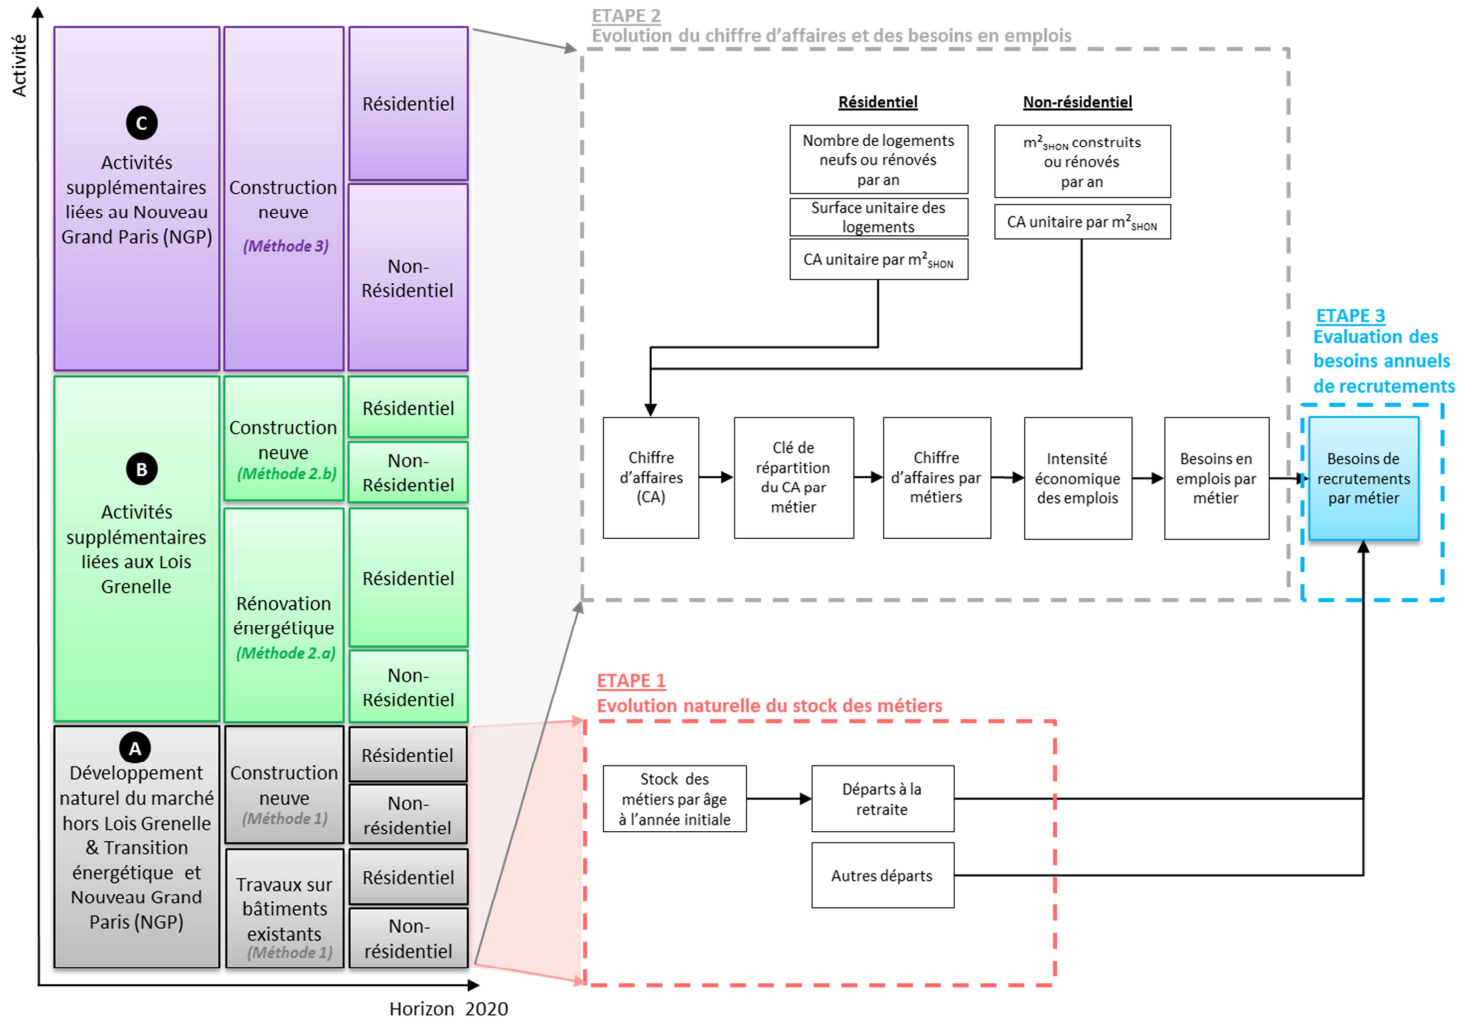 Activité
C
Activités
supplémentaires
liées au Nouveau
Grand Paris (NGP)
Construction
neuve
(Méthode 3)
Résidentiel
Non-
Résidentiel
B
Activités
supplémentaires
liées aux Lois
Grenelle
Construction
neuve
(Méthode 2.b)
Résidentiel
Non-
Résidentiel
Rénovation
énergétique
(Méthode 2.a)
Résidentiel
Non-
Résidentiel
A
Développement
naturel du marché
hors Lois Grenelle
& Transition
énergétique et
Nouveau Grand
Paris (NGP)
Construction
neuve
(Méthode 1)
Résidentiel
Non-
résidentiel
Travaux sur
bâtiments
existants
(Méthode 1)
Résidentiel
Non-
résidentiel
Horizon 2020
ETAPE 2
Evolution du chiffre d'affaires et des besoins en emplois
Résidentiel
Nombre de logements
neufs ou rénovés
par an
Surface unitaire des
logements
CA unitaire par m²SHON
Non-résidentiel
m²SHON construits
ou rénovés
par an
CA unitaire par m²SHON
Chiffre
d'affaires
(CA)
Clé de
répartition
du CA par
métier
Chiffre
d'affaires par
métiers
Intensité
économique
des emplois
Besoins en
emplois par
métier
ETAPE 3
Evaluation des
besoins annuels
de recrutements
Besoins de
recrutements
par métier
ETAPE 1
Evolution naturelle du stock des métiers
Stock des
métiers par âge
à l'année initiale
Départs à la
retraite
Autres départs